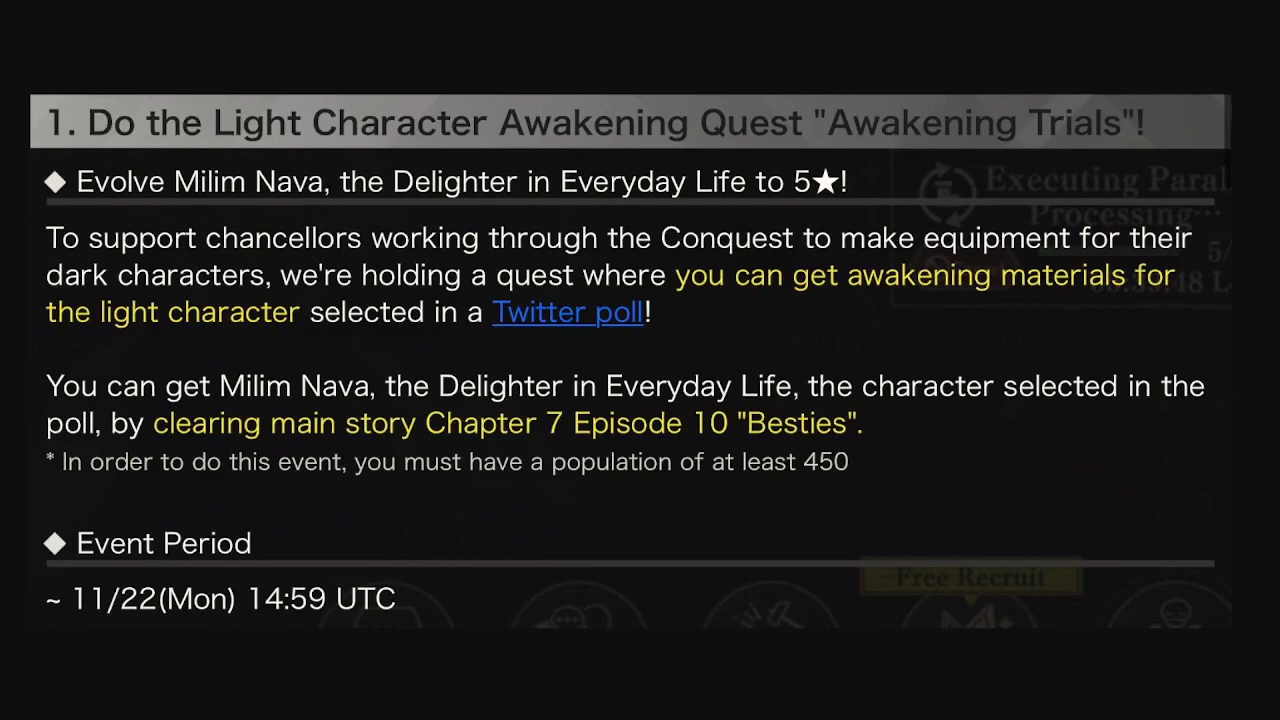 1. Do the Light Character Awakening Quest "Awakening Trials"!
◆ Evolve Milim Nava, the Delighter in Everyday Life to 5★!
Executing Paral
Processing…
To support chancellors working through the Conquest to make equipment for their
dark characters, we're holding a quest where you can get awakening materials for
the light character selected in a Twitter poll!
You can get Milim Nava, the Delighter in Everyday Life, the character selected in the
poll, by clearing main story Chapter 7 Episode 10 "Besties".
* In order to do this event, you must have a population of at least 450
◆ Event Period
Free Recruit
~ 11/22(Mon) 14:59 UTC